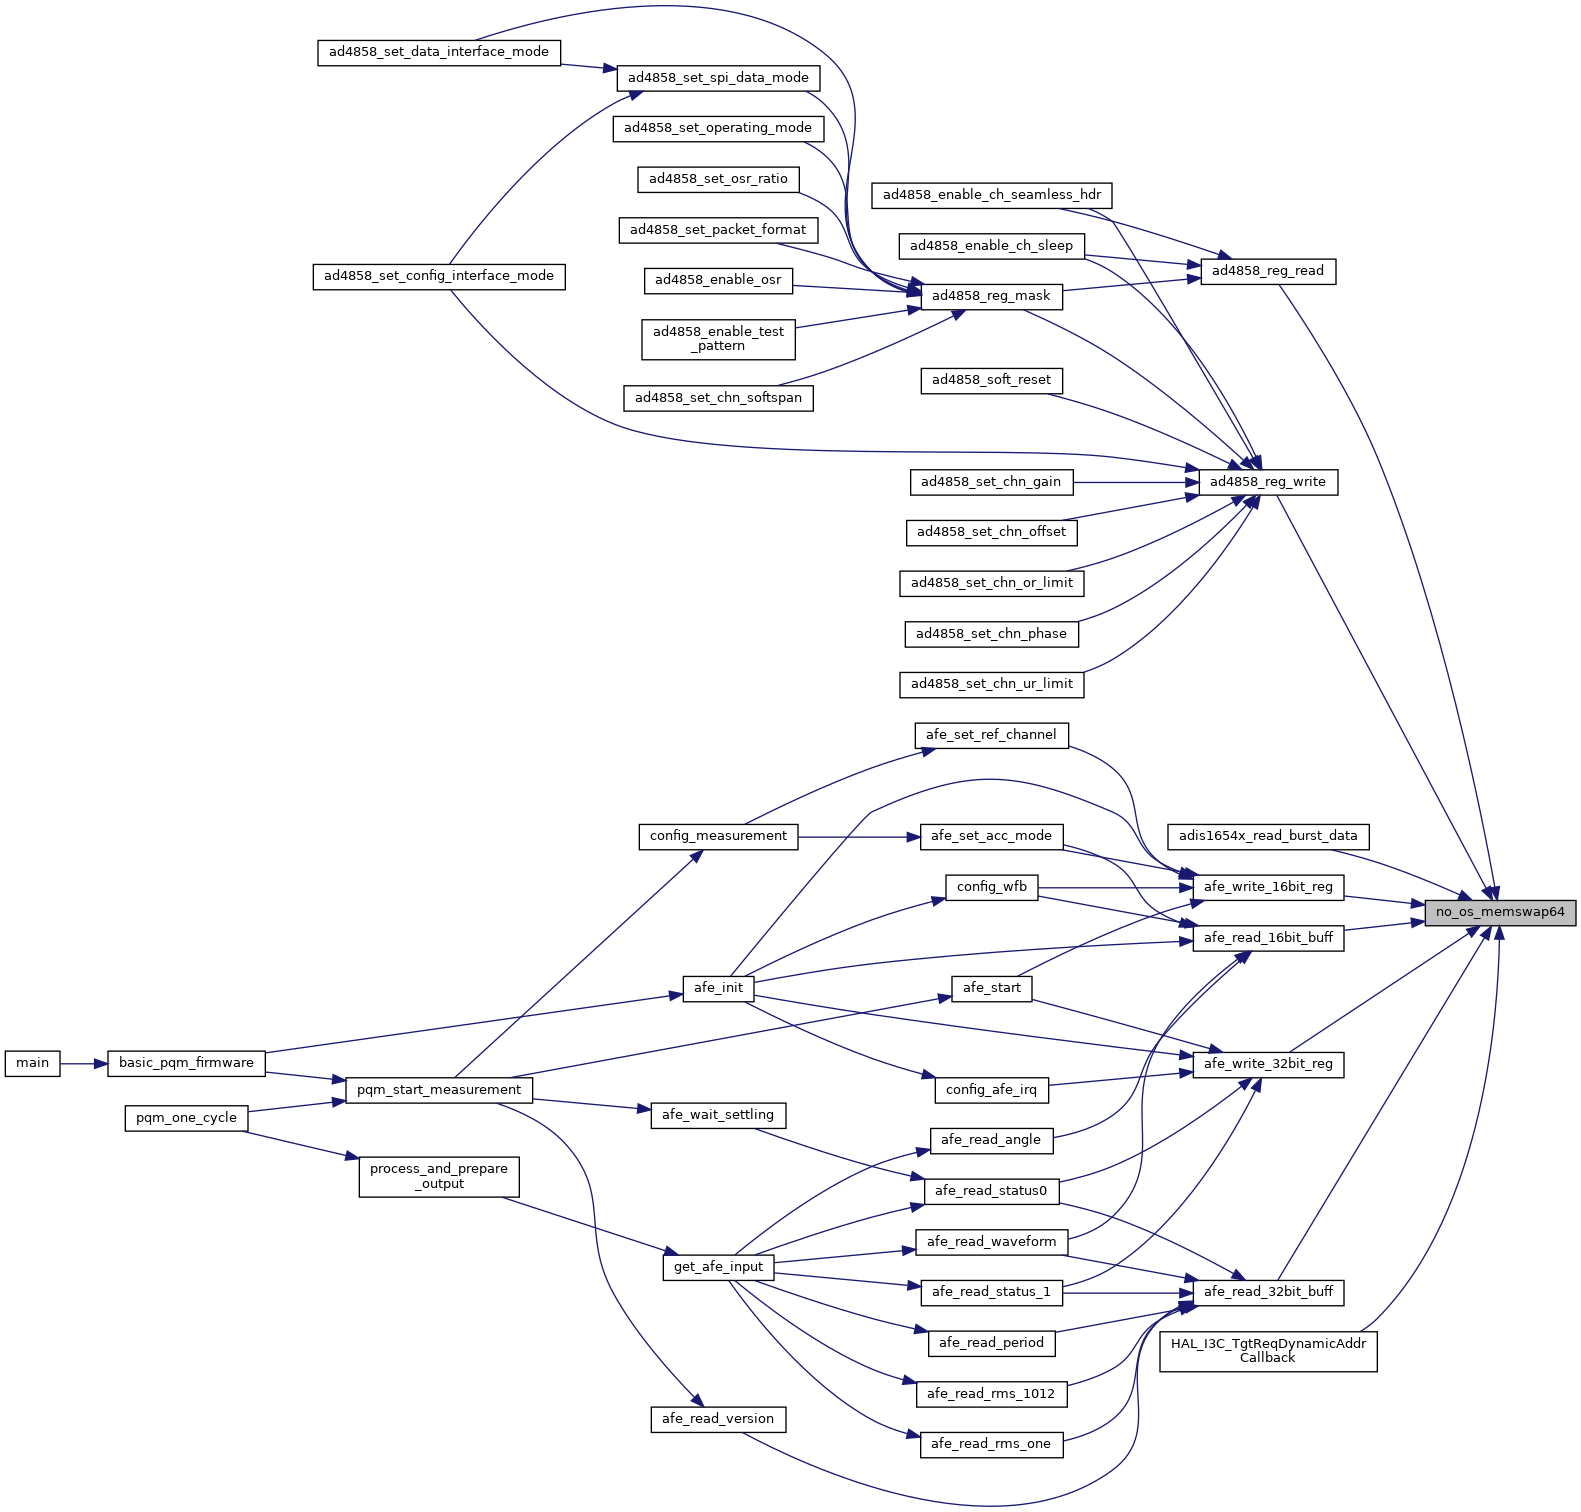 ad4858_set_data_interface_mode
ad4858_set_spi_data_mode
ad4858_set_operating_mode
ad4858_set_osr_ratio
ad4858_enable_ch_seamless_hdr
ad4858_set_packet_format
ad4858_enable_ch_sleep
ad4858_reg_read
ad4858_set_config_interface_mode
ad4858_enable_osr
ad4858_reg_mask
ad4858_enable_test
_pattern
ad4858_soft_reset
ad4858_set_chn_softspan
ad4858_set_chn_gain
ad4858_reg_write
ad4858_set_chn_offset
ad4858_set_chn_or_limit
ad4858_set_chn_phase
ad4858_set_chn_ur_limit
afe_set_ref_channel
config_measurement
afe_set_acc_mode
adis1654x_read_burst_data
config_wfb
afe_write_16bit_reg
no_os_memswap64
afe_read_16bit_buff
afe_init
afe_start
main
basic_pqm_firmware
afe_write_32bit_reg
pqm_start_measurement
config_afe_irq
pqm_one_cycle
afe_wait_settling
afe_read_angle
process_and_prepare
_output
afe_read_status0
afe_read_waveform
get_afe_input
afe_read_status_1
afe_read_32bit_buff
afe_read_period
HAL_I3C_TgtReqDynamicAddr
Callback
afe_read_rms_1012
afe_read_version
afe_read_rms_one